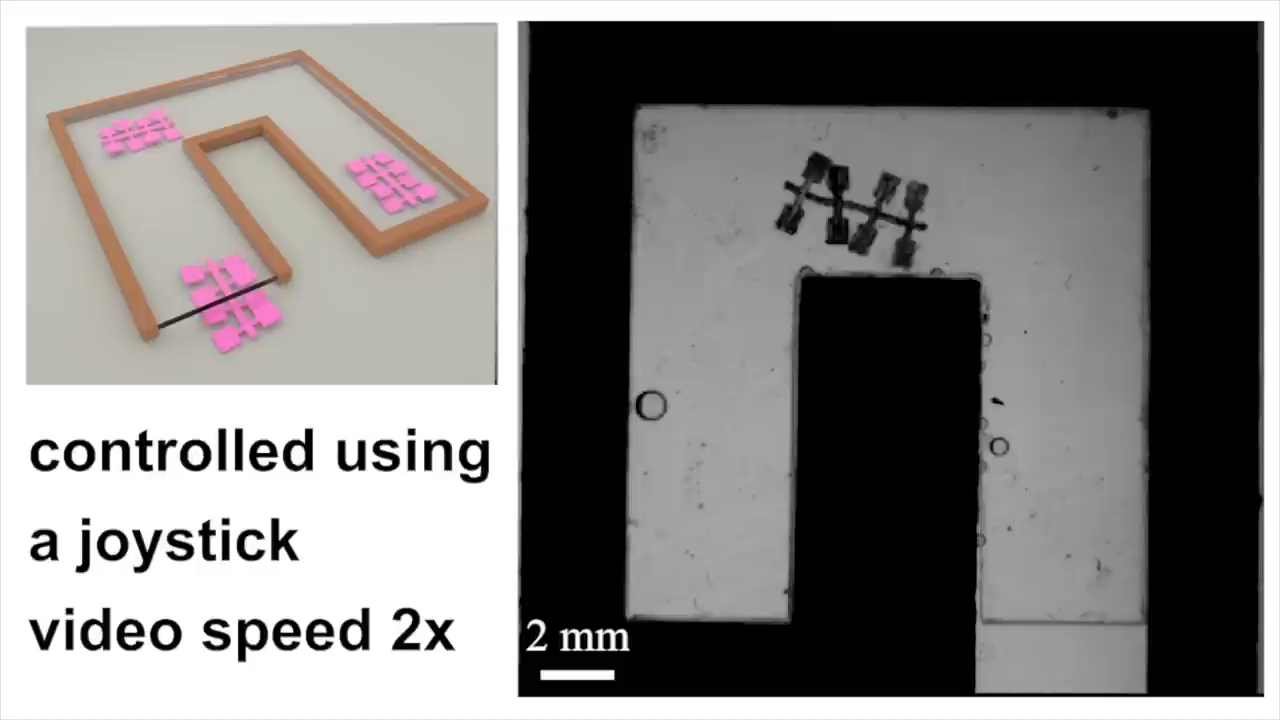 controlled using
a joystick
video speed 2x
2 mm